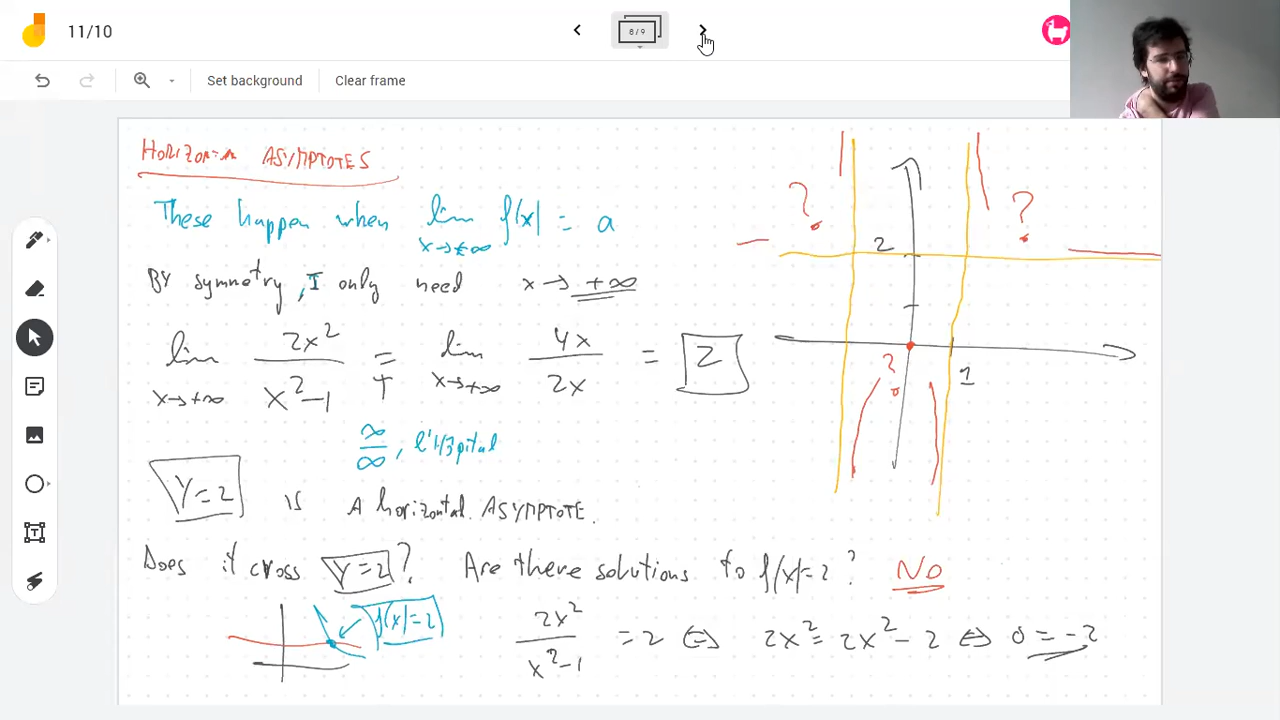 11/10
8/9
Set background
Clear frame
HORIZONTAL ASYMPTOTES
These happen when lim f(x) = a
x→±∞
BY symmetry, I only need x→+∞
lim 2x² / x²-1 = lim 4x / 2x = 2
x→+∞ ↑ x→+∞
∞/∞, l'Hôpital
Y=2 is A horizontal ASYMPTOTE.
Does it cross Y=2? Are there solutions to f(x)=2? NO
f(x)=2
2x² / x²-1 = 2 ⇔ 2x² = 2x² - 2 ⇔ 0 = -2
? ?
2
?
1